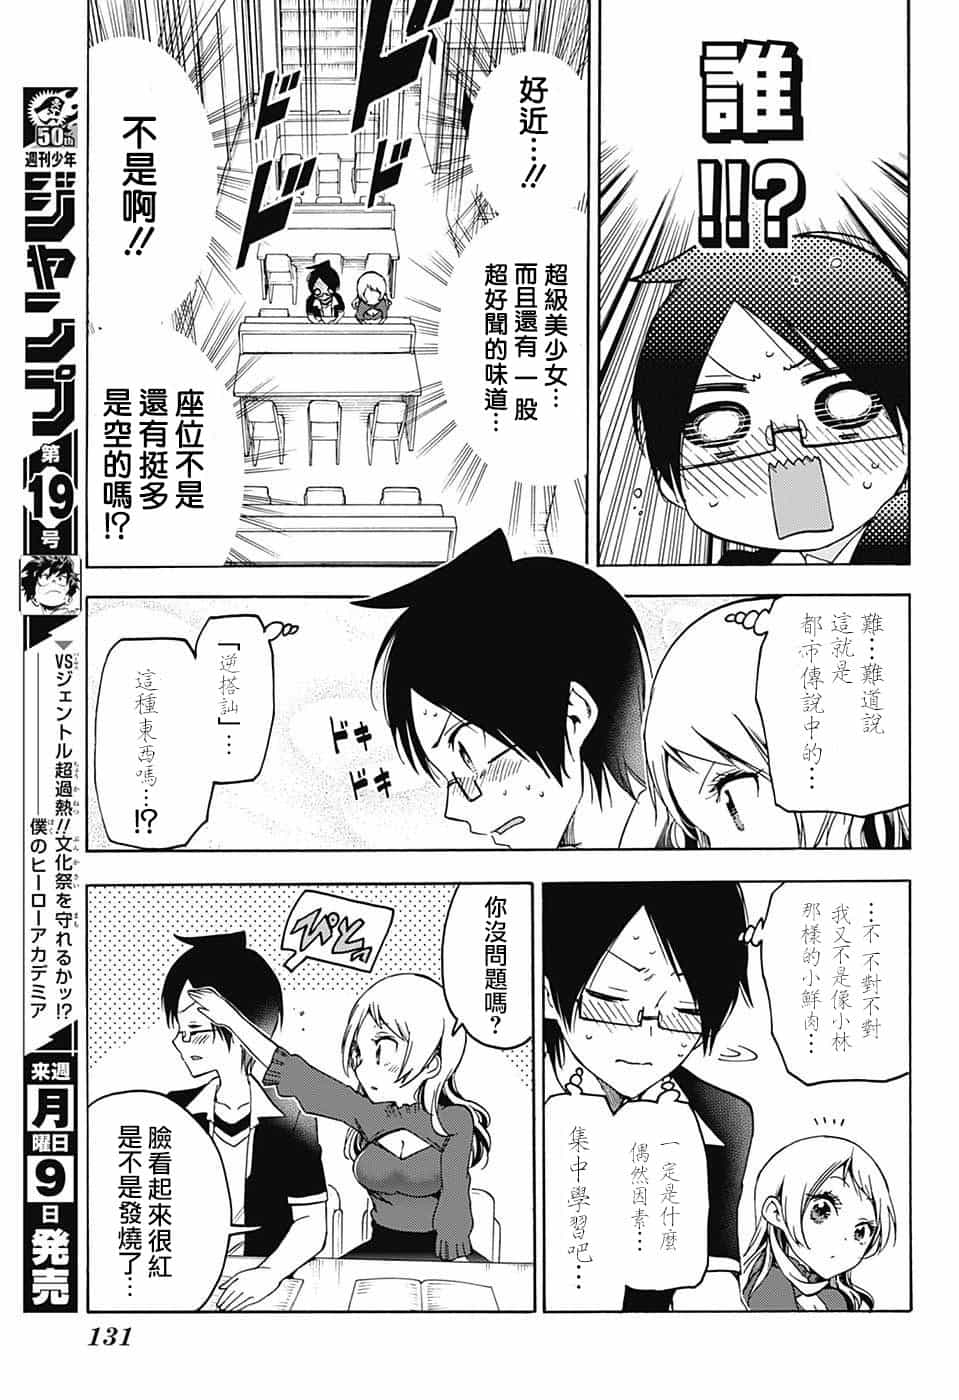 誰
!!?
好近…!!
超級美少女…
而且還有一股
超好聞的味道…
ドドドド
不是啊!!
座位不是
還有挺多
是空的嗎!?
難…難道說
這就是
都市傳說中的…
ドキ
ドキ
「逆搭訕」…
這種東西嗎…!?
…不 不對不對
我又不是像小林
那樣的小鮮肉…
一定是什麼
偶然因素…
集中學習吧…
你沒問題嗎?
ぴとっ
臉看起來很紅
是不是發燒了…
50th
週刊少年
ジャンプ
第
19
号
VSジェントル超過熱!!文化祭を守れるかッ!?
僕のヒーローアカデミア
来週
月
曜日
9
日
発売
131